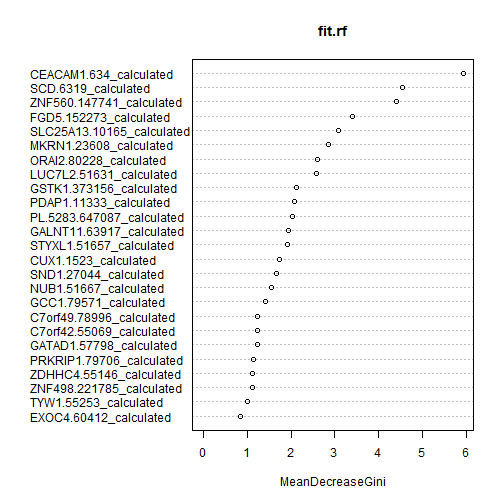 fit.rf
CEACAM1.634_calculated
SCD.6319_calculated
ZNF560.147741_calculated
FGD5.152273_calculated
SLC25A13.10165_calculated
MKRN1.23608_calculated
ORAI2.80228_calculated
LUC7L2.51631_calculated
GSTK1.373156_calculated
PDAP1.11333_calculated
PL.5283.647087_calculated
GALNT11.63917_calculated
STYXL1.51657_calculated
CUX1.1523_calculated
SND1.27044_calculated
NUB1.51667_calculated
GCC1.79571_calculated
C7orf49.78996_calculated
C7orf42.55069_calculated
GATAD1.57798_calculated
PRKRIP1.79706_calculated
ZDHHC4.55146_calculated
ZNF498.221785_calculated
TYW1.55253_calculated
EXOC4.60412_calculated
0 1 2 3 4 5 6
MeanDecreaseGini